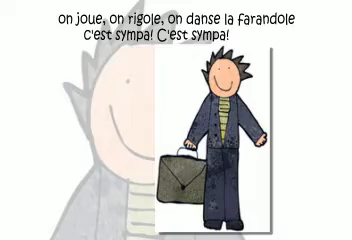 on joue, on rigole, on danse la farandole
c'est sympa! C'est sympa!